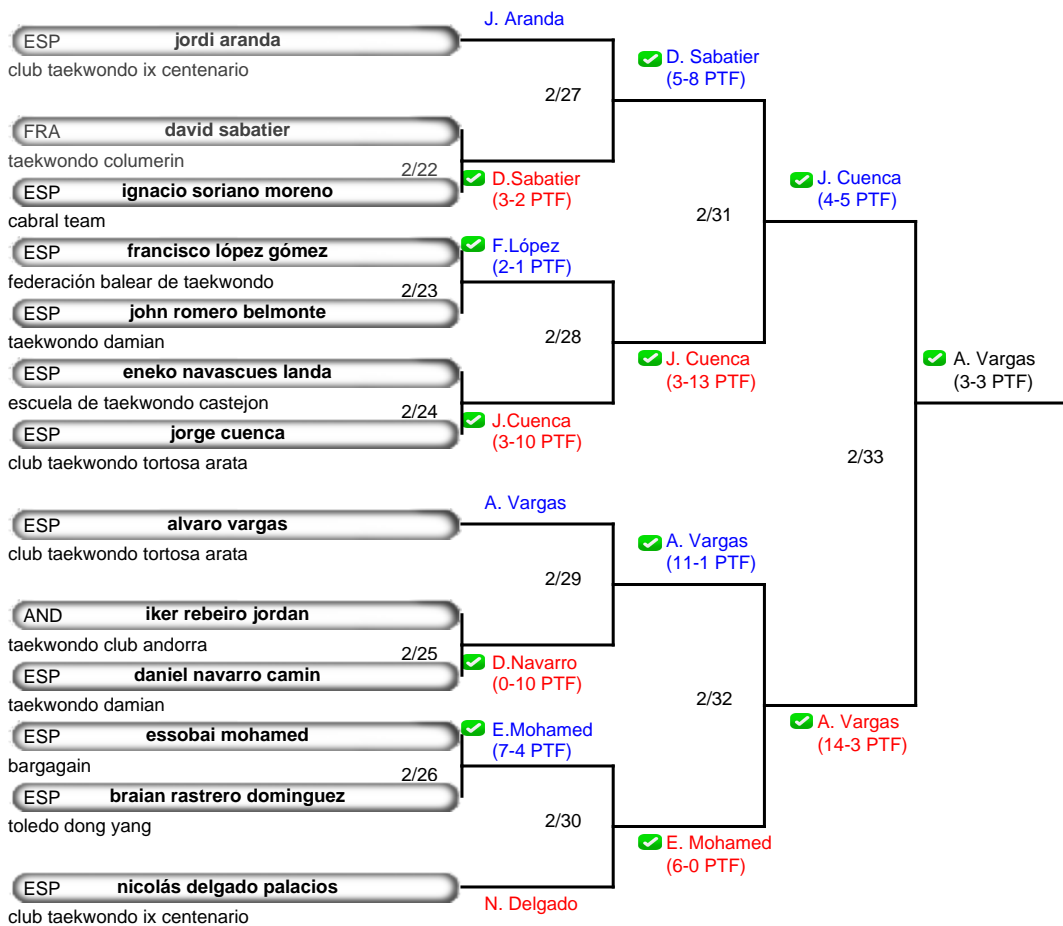 J. Aranda
ESP jordi aranda
club taekwondo ix centenario
D. Sabatier
(5-8 PTF)
2/27
FRA david sabatier
taekwondo columerin
2/22
ESP ignacio soriano moreno
cabral team
D.Sabatier
(3-2 PTF)
J. Cuenca
(4-5 PTF)
2/31
ESP francisco lópez gómez
federación balear de taekwondo
F.López
(2-1 PTF)
2/23
ESP john romero belmonte
taekwondo damian
2/28
J. Cuenca
(3-13 PTF)
ESP eneko navascues landa
escuela de taekwondo castejon
2/24
ESP jorge cuenca
club taekwondo tortosa arata
J.Cuenca
(3-10 PTF)
A. Vargas
(3-3 PTF)
2/33
A. Vargas
ESP alvaro vargas
club taekwondo tortosa arata
A. Vargas
(11-1 PTF)
2/29
AND iker rebeiro jordan
taekwondo club andorra
2/25
ESP daniel navarro camin
taekwondo damian
D.Navarro
(0-10 PTF)
2/32
A. Vargas
(14-3 PTF)
ESP essobai mohamed
bargagain
E.Mohamed
(7-4 PTF)
2/26
ESP braian rastrero dominguez
toledo dong yang
2/30
E. Mohamed
(6-0 PTF)
ESP nicolás delgado palacios
club taekwondo ix centenario
N. Delgado